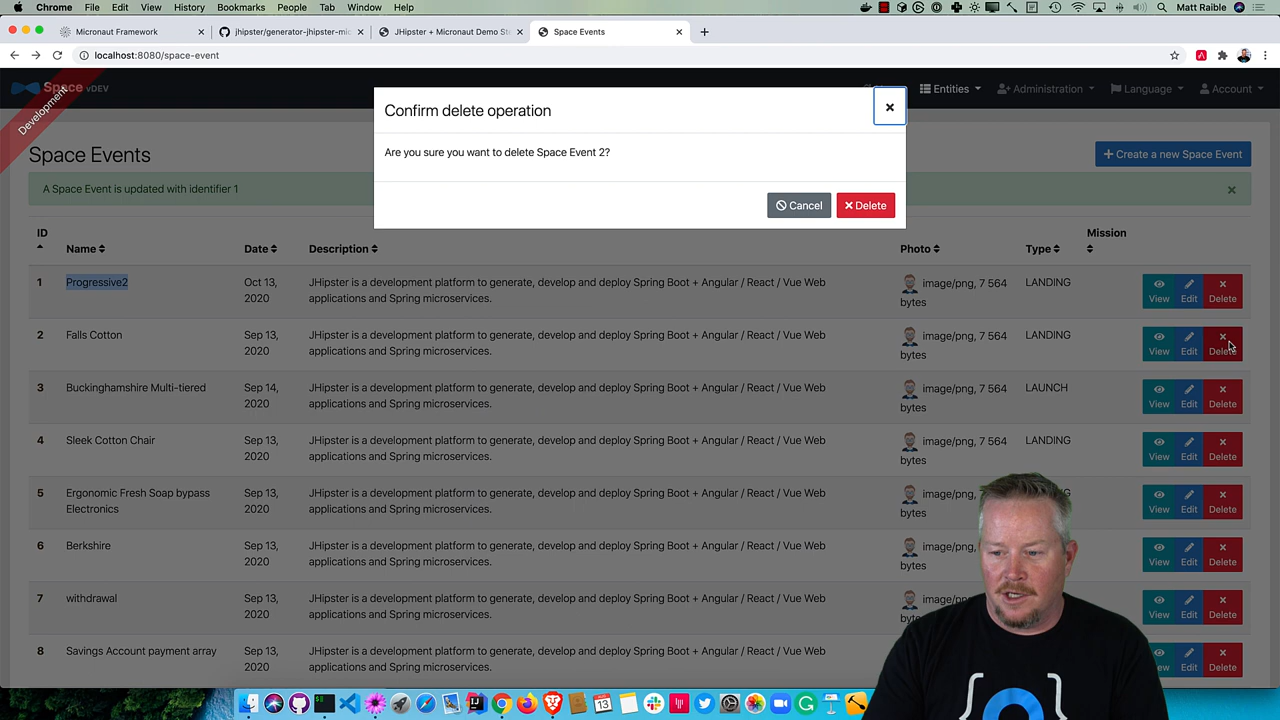 Chrome File Edit View History Bookmarks People Tab Window Help Matt Raible
Micronaut Framework
jhipster/generator-jhipster-mic
JHipster + Micronaut Demo St
Space Events
localhost:8080/space-event
Space vDEV
Entities Administration Language Account
Development
Confirm delete operation
Are you sure you want to delete Space Event 2?
Cancel Delete
Space Events
Create a new Space Event
A Space Event is updated with identifier 1
ID Name Date Description Photo Type Mission
1 Progressive2 Oct 13, JHipster is a development platform to generate, develop and deploy Spring Boot + Angular / React / Vue Web image/png, 7 564 LANDING
2020 applications and Spring microservices. bytes View Edit Delete
2 Falls Cotton Sep 13, JHipster is a development platform to generate, develop and deploy Spring Boot + Angular / React / Vue Web image/png, 7 564 LANDING
2020 applications and Spring microservices. bytes View Edit Delete
3 Buckinghamshire Multi-tiered Sep 14, JHipster is a development platform to generate, develop and deploy Spring Boot + Angular / React / Vue Web image/png, 7 564 LAUNCH
2020 applications and Spring microservices. bytes View Edit Delete
4 Sleek Cotton Chair Sep 13, JHipster is a development platform to generate, develop and deploy Spring Boot + Angular / React / Vue Web image/png, 7 564 LANDING
2020 applications and Spring microservices. bytes View Edit Delete
5 Ergonomic Fresh Soap bypass Sep 13, JHipster is a development platform to generate, develop and deploy Spring Boot + Angular / React / Vue Web image/png, 7
Electronics 2020 applications and Spring microservices. bytes View Edit Delete
6 Berkshire Sep 13, JHipster is a development platform to generate, develop and deploy Spring Boot + Angular / React / Vue Web image/png,
2020 applications and Spring microservices. bytes View Edit Delete
7 withdrawal Sep 13, JHipster is a development platform to generate, develop and deploy Spring Boot + Angular / React / Vue Web image/png
2020 applications and Spring microservices. bytes View Edit Delete
8 Savings Account payment array Sep 13, JHipster is a development platform to generate, develop and deploy Spring Boot + Angular / React / Vue Web
2020 applications and Spring microservices. View Edit Delete
13